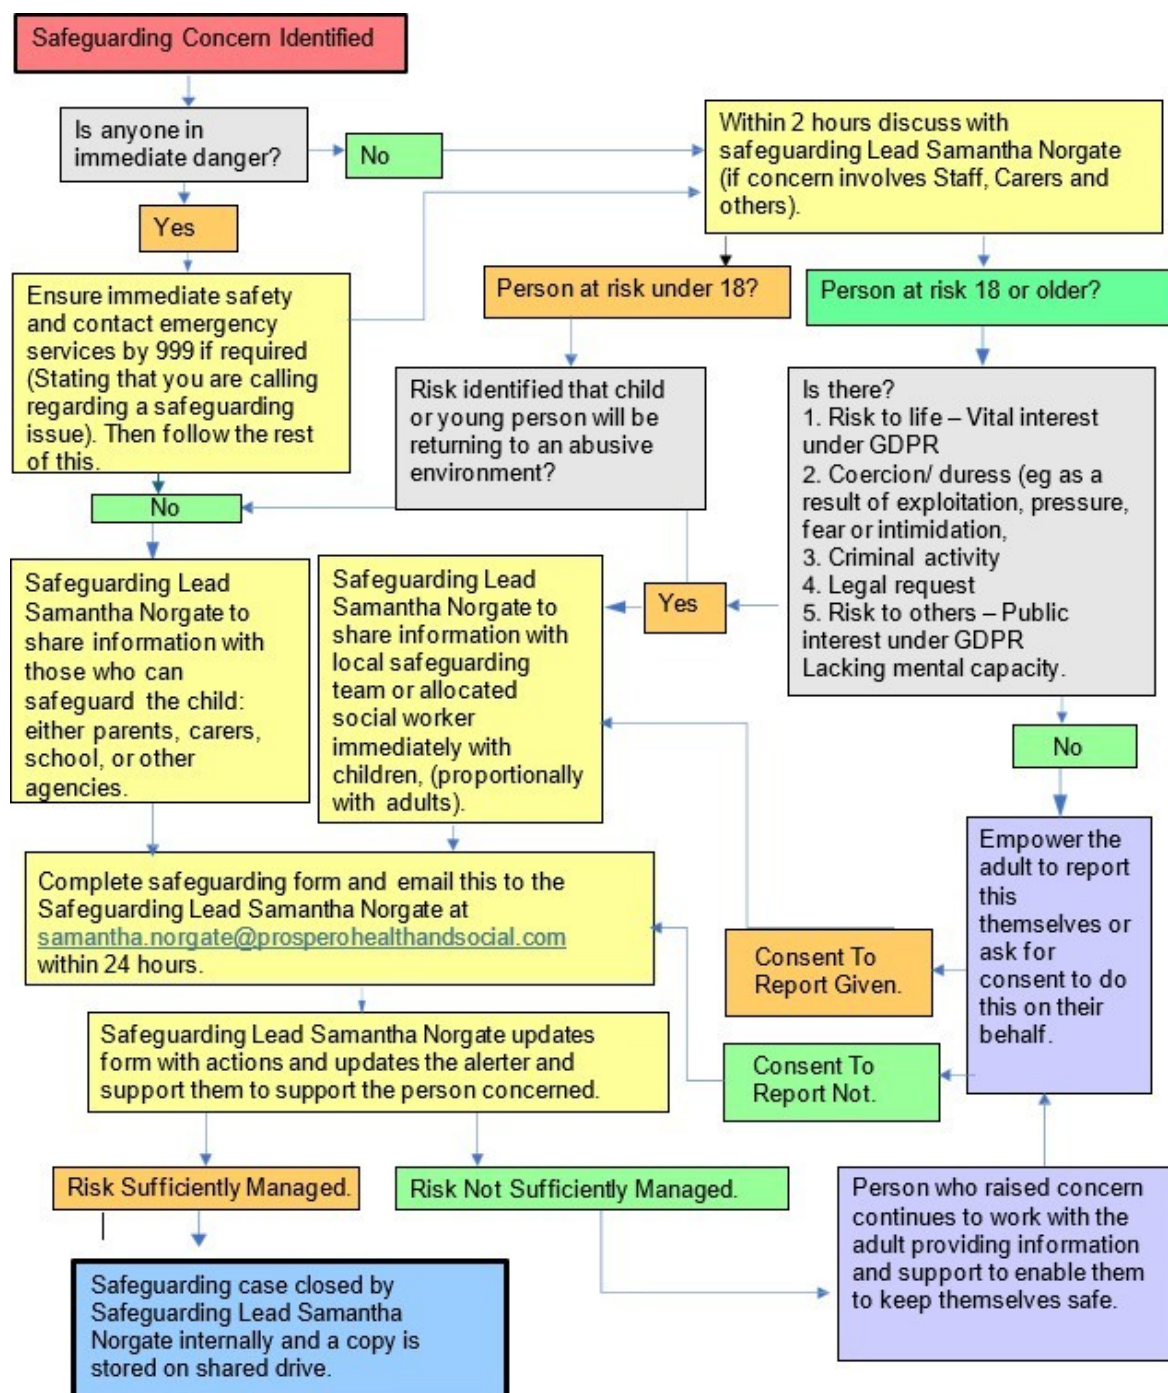 Safeguarding Concern Identified
Is anyone in
immediate danger?
No
Within 2 hours discuss with
safeguarding Lead Samantha Norgate
(if concern involves Staff, Carers and
others).
Yes
Ensure immediate safety
and contact emergency
services by 999 if required
(Stating that you are calling
regarding a safeguarding
issue). Then follow the rest
of this.
Person at risk under 18?
Person at risk 18 or older?
Risk identified that child
or young person will be
returning to an abusive
environment?
Is there?
1. Risk to life – Vital interest
under GDPR
2. Coercion/ duress (eg as a
result of exploitation, pressure,
fear or intimidation,
3. Criminal activity
4. Legal request
5. Risk to others – Public
interest under GDPR
Lacking mental capacity.
No
Safeguarding Lead
Samantha Norgate to
share information with
those who can
safeguard the child:
either parents, carers,
school, or other
agencies.
Safeguarding Lead
Samantha Norgate to
share information with
local safeguarding
team or allocated
social worker
immediately with
children, (proportionally
with adults).
Yes
No
Empower the
adult to report
this
themselves or
ask for
consent to do
this on their
behalf.
Complete safeguarding form and email this to the
Safeguarding Lead Samantha Norgate at
samantha.norgate@prosperohealthandsocial.com
within 24 hours.
Consent To
Report Given.
Consent To
Report Not.
Safeguarding Lead Samantha Norgate updates
form with actions and updates the alerter and
support them to support the person concerned.
Risk Sufficiently Managed.
Risk Not Sufficiently Managed.
Person who raised concern
continues to work with the
adult providing information
and support to enable them
to keep themselves safe.
Safeguarding case closed by
Safeguarding Lead Samantha
Norgate internally and a copy is
stored on shared drive.